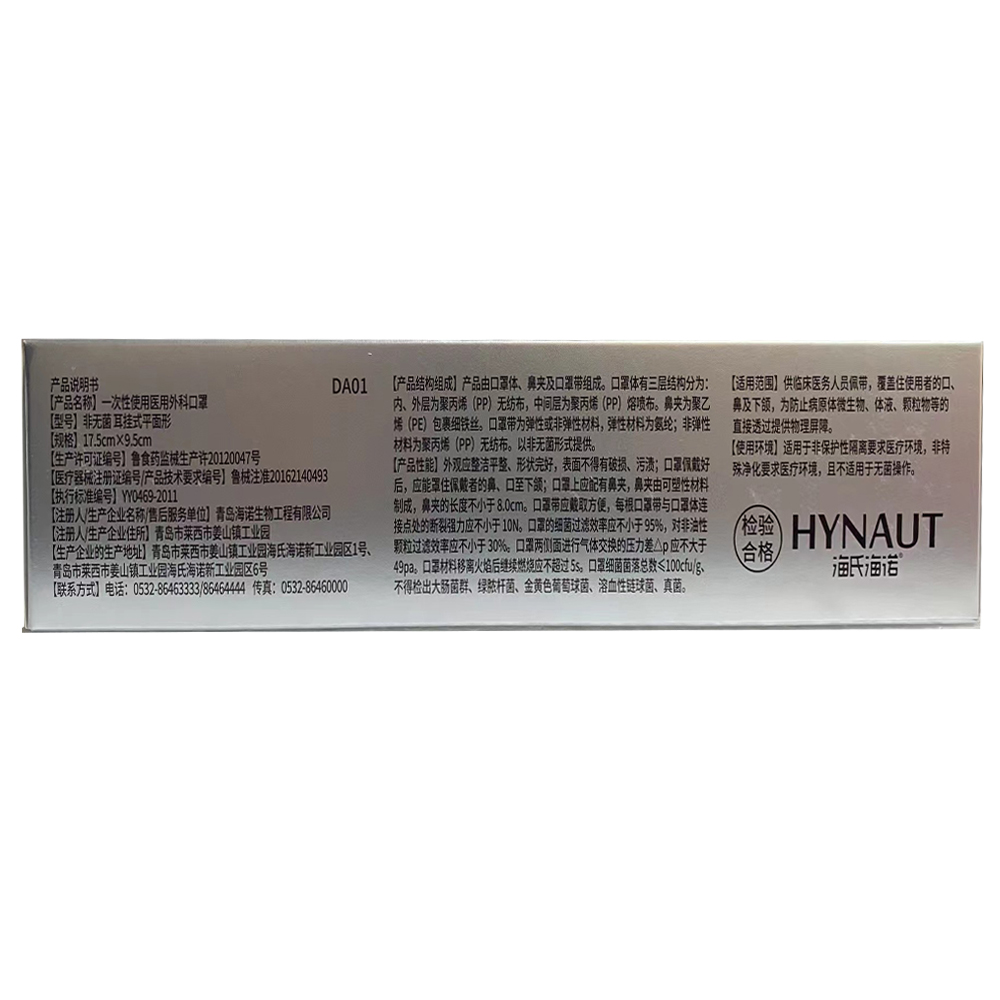 产品说明书
DA01
【产品名称】一次性使用医用外科口罩
【型号】非无菌 耳挂式平面形
【规格】17.5cm×9.5cm
【生产许可证编号】鲁食药监械生产许20120047号
【医疗器械注册证编号/产品技术要求编号】鲁械注准20162140493
【执行标准编号】YY0469-2011
【注册人/生产企业名称/售后服务单位】青岛海诺生物工程有限公司
【注册人/生产企业住所】青岛市莱西市姜山镇工业园
【生产企业的生产地址】青岛市莱西市姜山镇工业园海氏海诺新工业园区1号、
青岛市莱西市姜山镇工业园海氏海诺新工业园区6号
【联系方式】电话：0532-86463333/86464444 传真：0532-86460000
【产品结构组成】产品由口罩体、鼻夹及口罩带组成。口罩体有三层结构分为：
内、外层为聚丙烯（PP）无纺布，中间层为聚丙烯（PP）熔喷布。鼻夹为聚乙
烯（PE）包裹细铁丝。口罩带为弹性或非弹性材料，弹性材料为氨纶；非弹性
材料为聚丙烯（PP）无纺布。以非无菌形式提供。
【产品性能】外观应整洁平整、形状完好，表面不得有破损、污渍；口罩佩戴好
后，应能罩住佩戴者的鼻、口至下颌；口罩上应配有鼻夹，鼻夹由可塑性材料
制成，鼻夹的长度不小于8.0cm。口罩带应戴取方便，每根口罩带与口罩体连
接点处的断裂强力应不小于10N。口罩的细菌过滤效率应不小于95%，对非油性
颗粒过滤效率应不小于30%。口罩两侧面进行气体交换的压力差△p应不大于
49pa。口罩材料移离火焰后继续燃烧应不超过5s。口罩细菌菌落总数≤100cfu/g、
不得检出大肠菌群、绿脓杆菌、金黄色葡萄球菌、溶血性链球菌、真菌。
【适用范围】供临床医务人员佩带，覆盖住使用者的口、
鼻及下颌，为防止病原体微生物、体液、颗粒物等的
直接透过提供物理屏障。
【使用环境】适用于非保护性隔离要求医疗环境，非特
殊净化要求医疗环境，且不适用于无菌操作。
检验
合格
HYNAUT
海氏海诺®